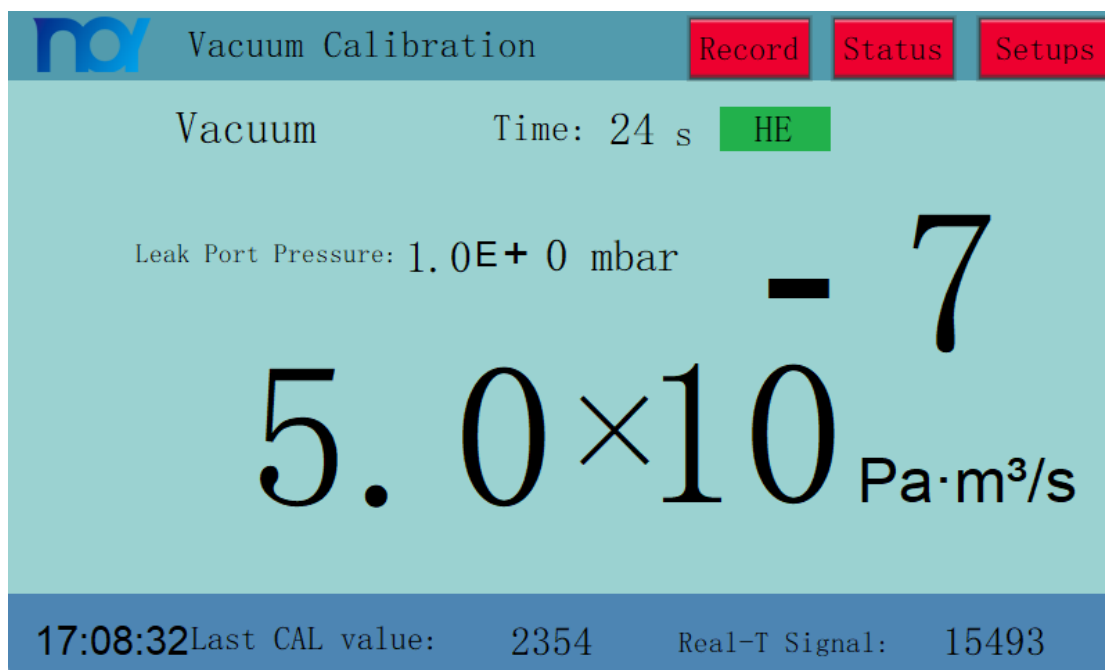 Vacuum Calibration Record Status Setups
Vacuum Time: 24 s HE
Leak Port Pressure: 1.0E+ 0 mbar
5.0×10⁻⁷ Pa·m³/s
17:08:32 Last CAL value: 2354 Real-T Signal: 15493